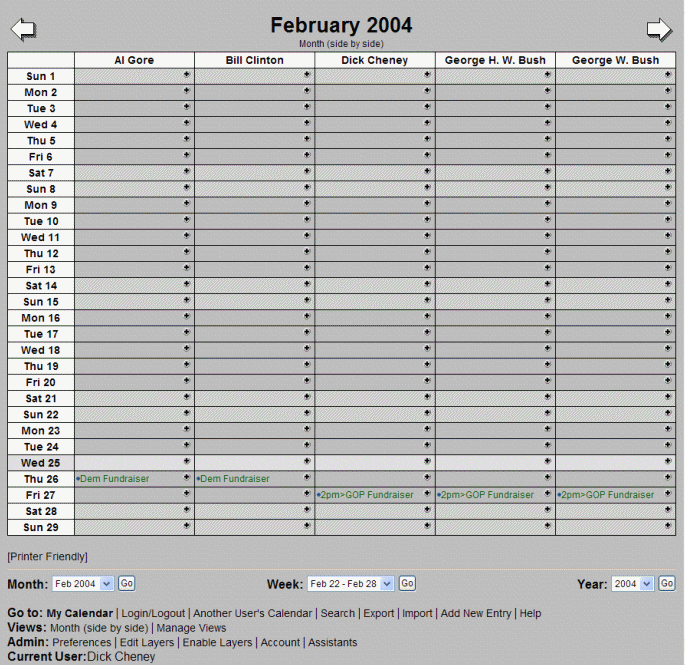 February 2004
Month (side by side)
Al Gore Bill Clinton Dick Cheney George H. W. Bush George W. Bush
Sun 1
Mon 2
Tue 3
Wed 4
Thu 5
Fri 6
Sat 7
Sun 8
Mon 9
Tue 10
Wed 11
Thu 12
Fri 13
Sat 14
Sun 15
Mon 16
Tue 17
Wed 18
Thu 19
Fri 20
Sat 21
Sun 22
Mon 23
Tue 24
Wed 25
Thu 26 Dem Fundraiser Dem Fundraiser
Fri 27 2pm>GOP Fundraiser 2pm>GOP Fundraiser 2pm>GOP Fundraiser
Sat 28
Sun 29
[Printer Friendly]
Month: Feb 2004 Go Week: Feb 22 - Feb 28 Go Year: 2004 Go
Go to: My Calendar | Login/Logout | Another User's Calendar | Search | Export | Import | Add New Entry | Help
Views: Month (side by side) | Manage Views
Admin: Preferences | Edit Layers | Enable Layers | Account | Assistants
Current User:Dick Cheney